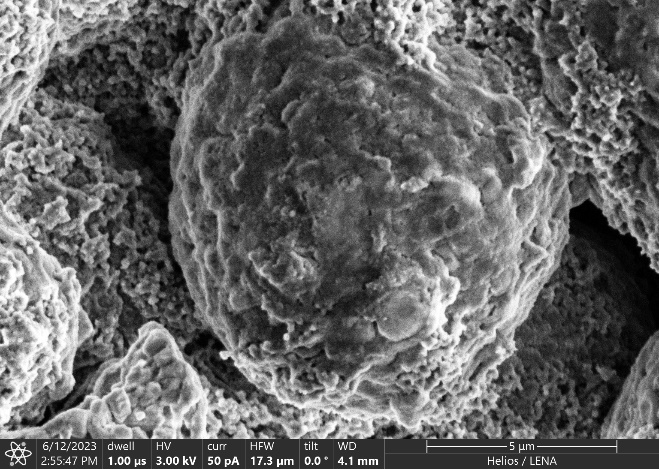 6/12/2023 dwell HV curr HFW tilt WD 5 µm
2:55:47 PM 1.00 µs 3.00 kV 50 pA 17.3 µm 0.0 ° 4.1 mm Helios / LENA